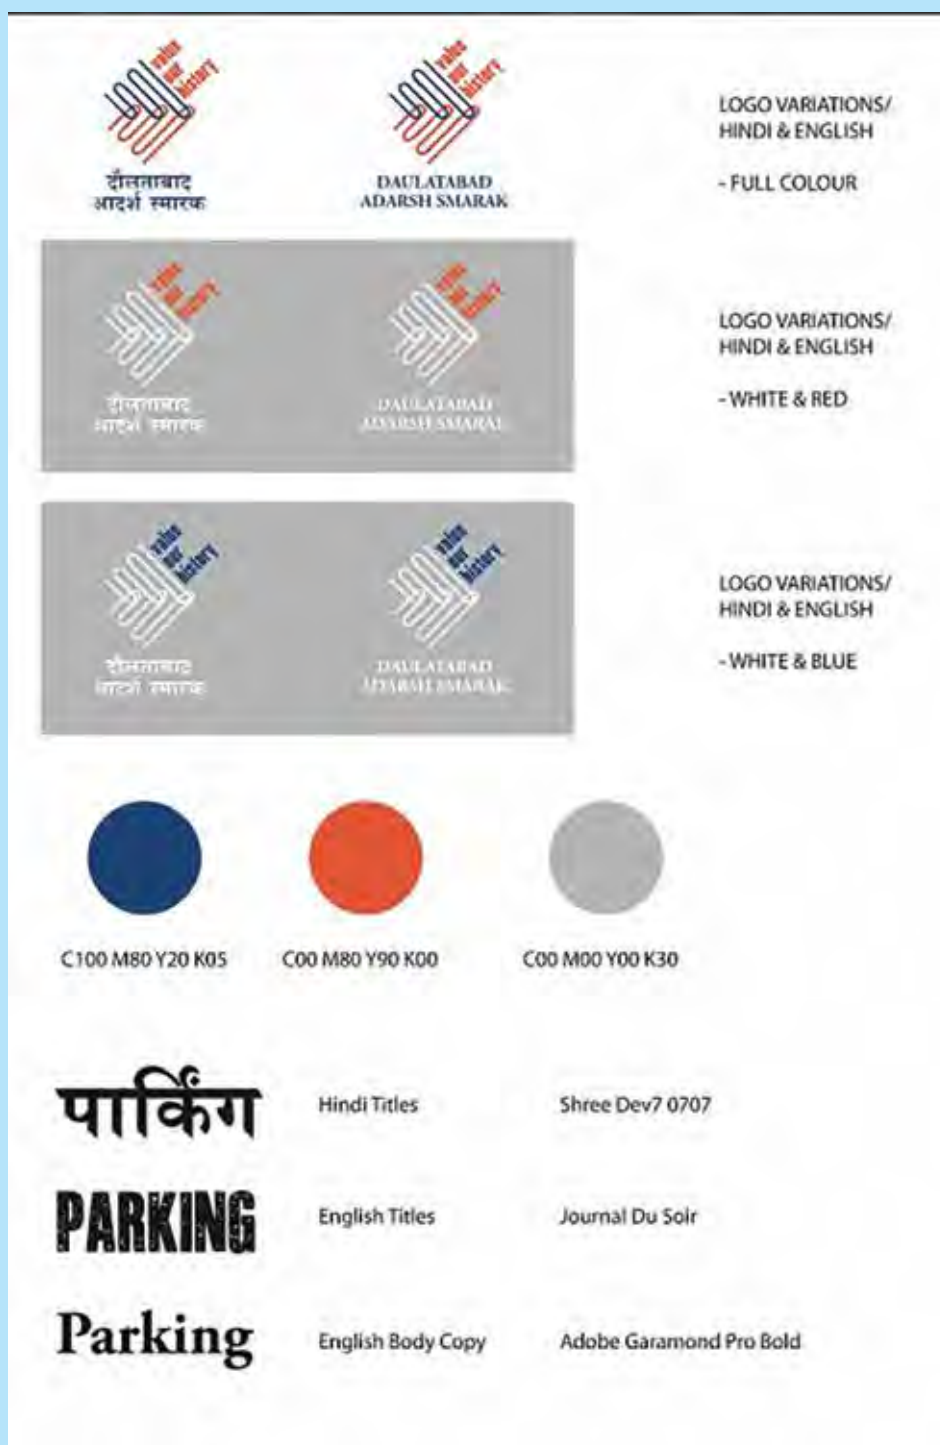 value
our
history
दौलताबाद
आदर्श स्मारक
value
our
history
DAULATABAD
ADARSH SMARAK
LOGO VARIATIONS/
HINDI & ENGLISH
- FULL COLOUR
value
our
history
दौलताबाद
आदर्श स्मारक
value
our
history
DAULATABAD
ADARSH SMARAK
LOGO VARIATIONS/
HINDI & ENGLISH
- WHITE & RED
value
our
history
दौलताबाद
आदर्श स्मारक
value
our
history
DAULATABAD
ADARSH SMARAK
LOGO VARIATIONS/
HINDI & ENGLISH
- WHITE & BLUE
C100 M80 Y20 K05
C00 M80 Y90 K00
C00 M00 Y00 K30
पार्किंग Hindi Titles Shree Dev7 0707
PARKING English Titles Journal Du Soir
Parking English Body Copy Adobe Garamond Pro Bold